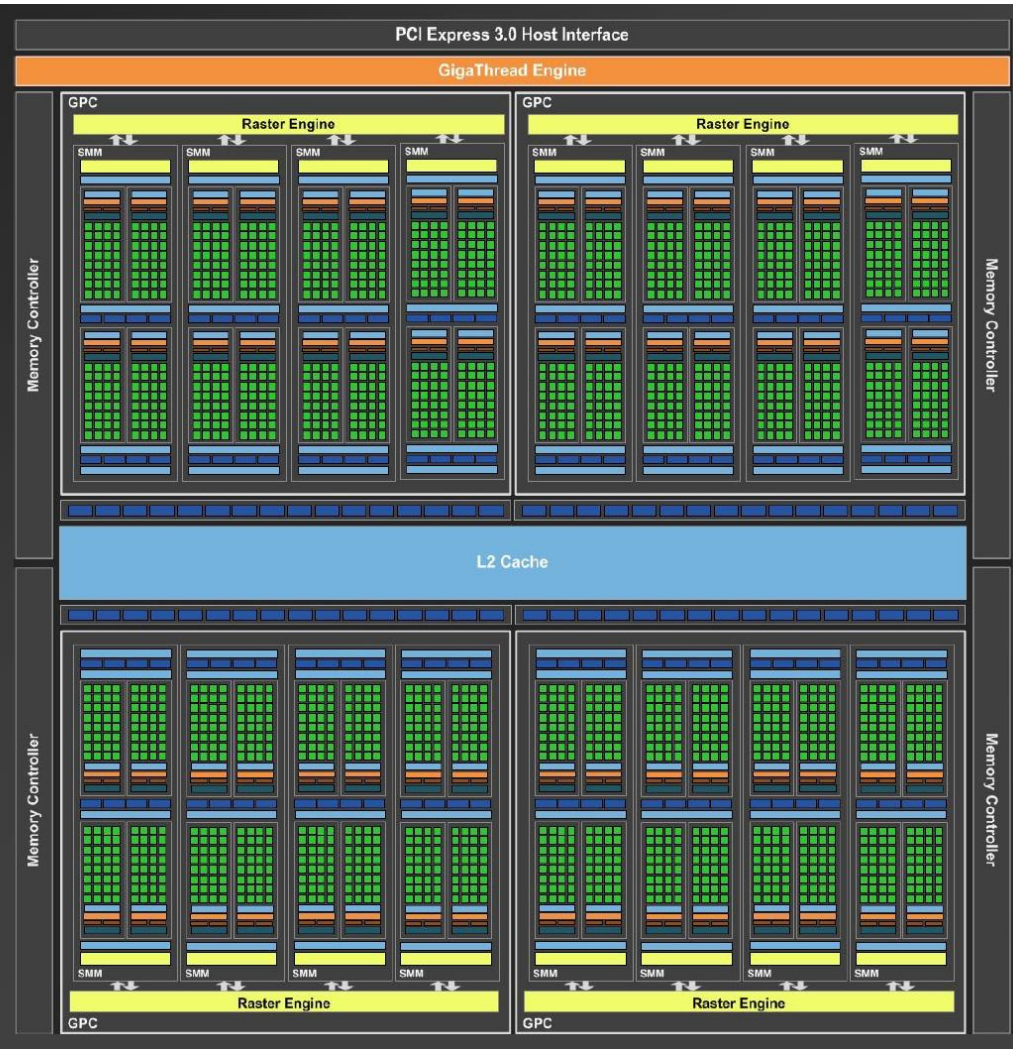 PCI Express 3.0 Host Interface
GigaThread Engine
Memory Controller
GPC
Raster Engine
SMM
SMM
SMM
SMM
GPC
Raster Engine
SMM
SMM
SMM
SMM
Memory Controller
L2 Cache
Memory Controller
SMM
SMM
SMM
SMM
Raster Engine
GPC
SMM
SMM
SMM
SMM
Raster Engine
GPC
Memory Controller